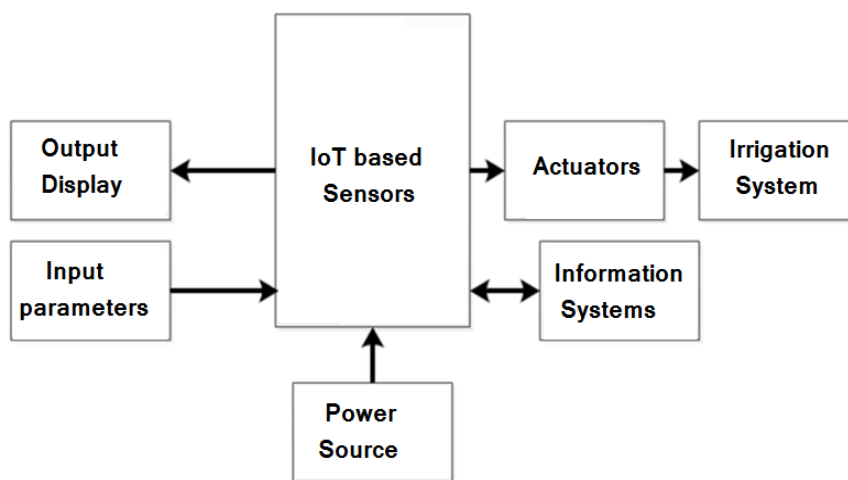 Output
Display
IoT based
Sensors
Actuators
Irrigation
System
Input
parameters
Information
Systems
Power
Source